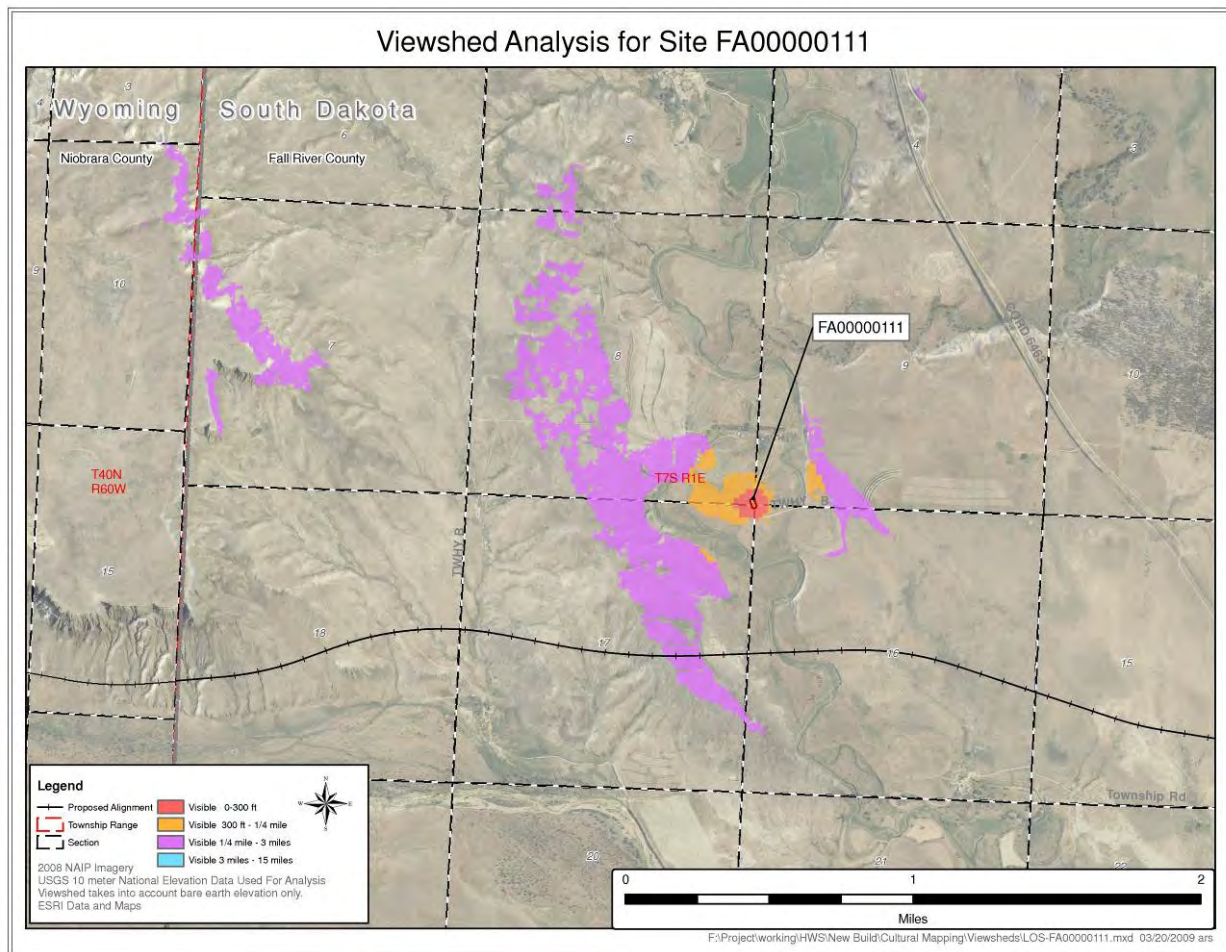 Viewshed Analysis for Site FA00000111
3
4
Wyoming
South Dakota
5
6
4
3
Niobrara County
Fall River County
9
10
7
8
FA00000111
9
10
T40N
R60W
T7S R1E
TWHY B
TWHY B
15
18
17
16
15
Township Rd
20
21
22
Legend
Proposed Alignment
Township Range
Section
Visible 0-300 ft
Visible 300 ft - 1/4 mile
Visible 1/4 mile - 3 miles
Visible 3 miles - 15 miles
N
W
E
S
2008 NAIP Imagery
USGS 10 meter National Elevation Data Used For Analysis
Viewshed takes into account bare earth elevation only.
ESRI Data and Maps
0
1
2
Miles
F:\Project\working\HWS\New Build\Cultural Mapping\Viewsheds\LOS-FA00000111.mxd 03/20/2009 ars